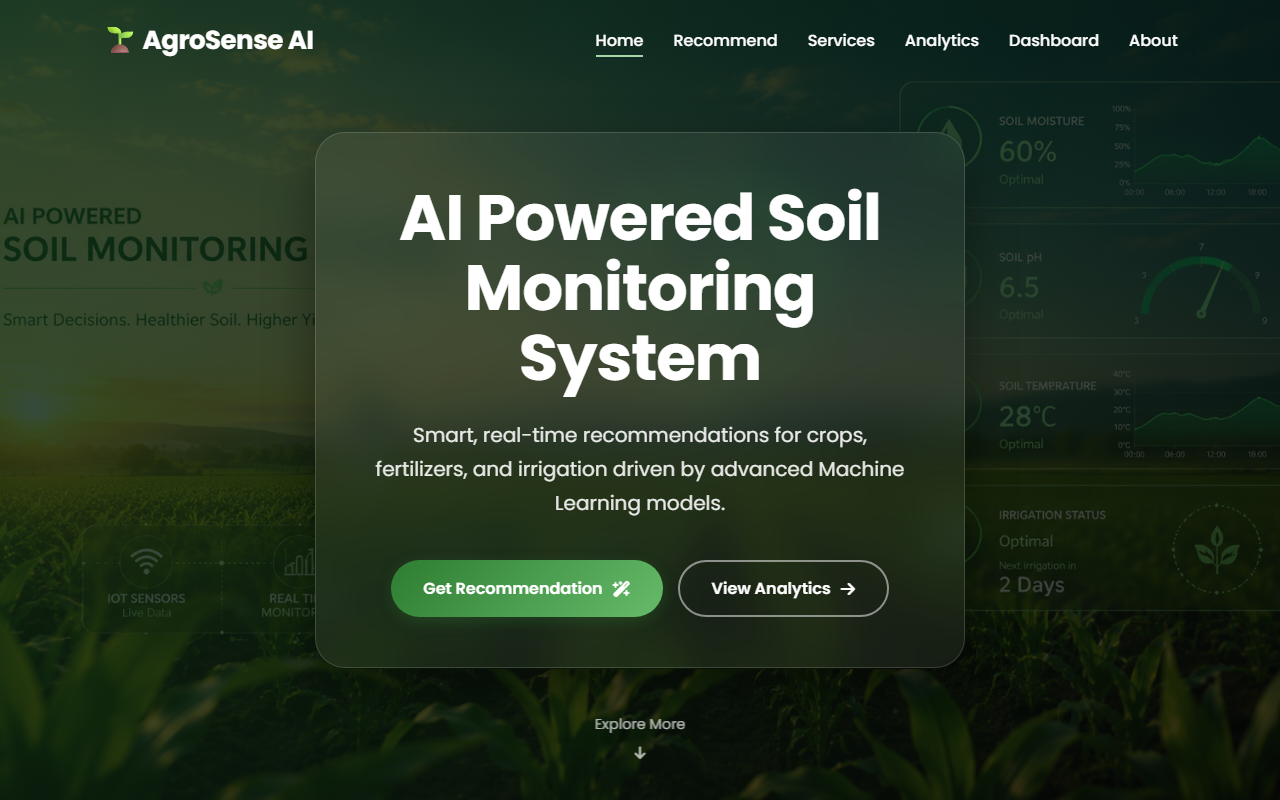 AgroSense AI
Home Recommend Services Analytics Dashboard About
AI POWERED
SOIL MONITORING
Smart Decisions. Healthier Soil. Higher
AI Powered Soil
Monitoring
System
Smart, real-time recommendations for crops,
fertilizers, and irrigation driven by advanced Machine
Learning models.
Get Recommendation
View Analytics
Explore More
IOT SENSORS
Live Data
REAL
SOIL MOISTURE
60%
Optimal
100%
75%
50%
25%
0%
00:00 06:00 12:00 18:00
SOIL pH
6.5
Optimal
3 3 7 9 9
SOIL TEMPRATURE
28°C
Optimal
40°C
30°C
20°C
10°C
0°C
00:00 06:00 12:00 18:00
IRRIGATION STATUS
Optimal
Next irrigation in
2 Days